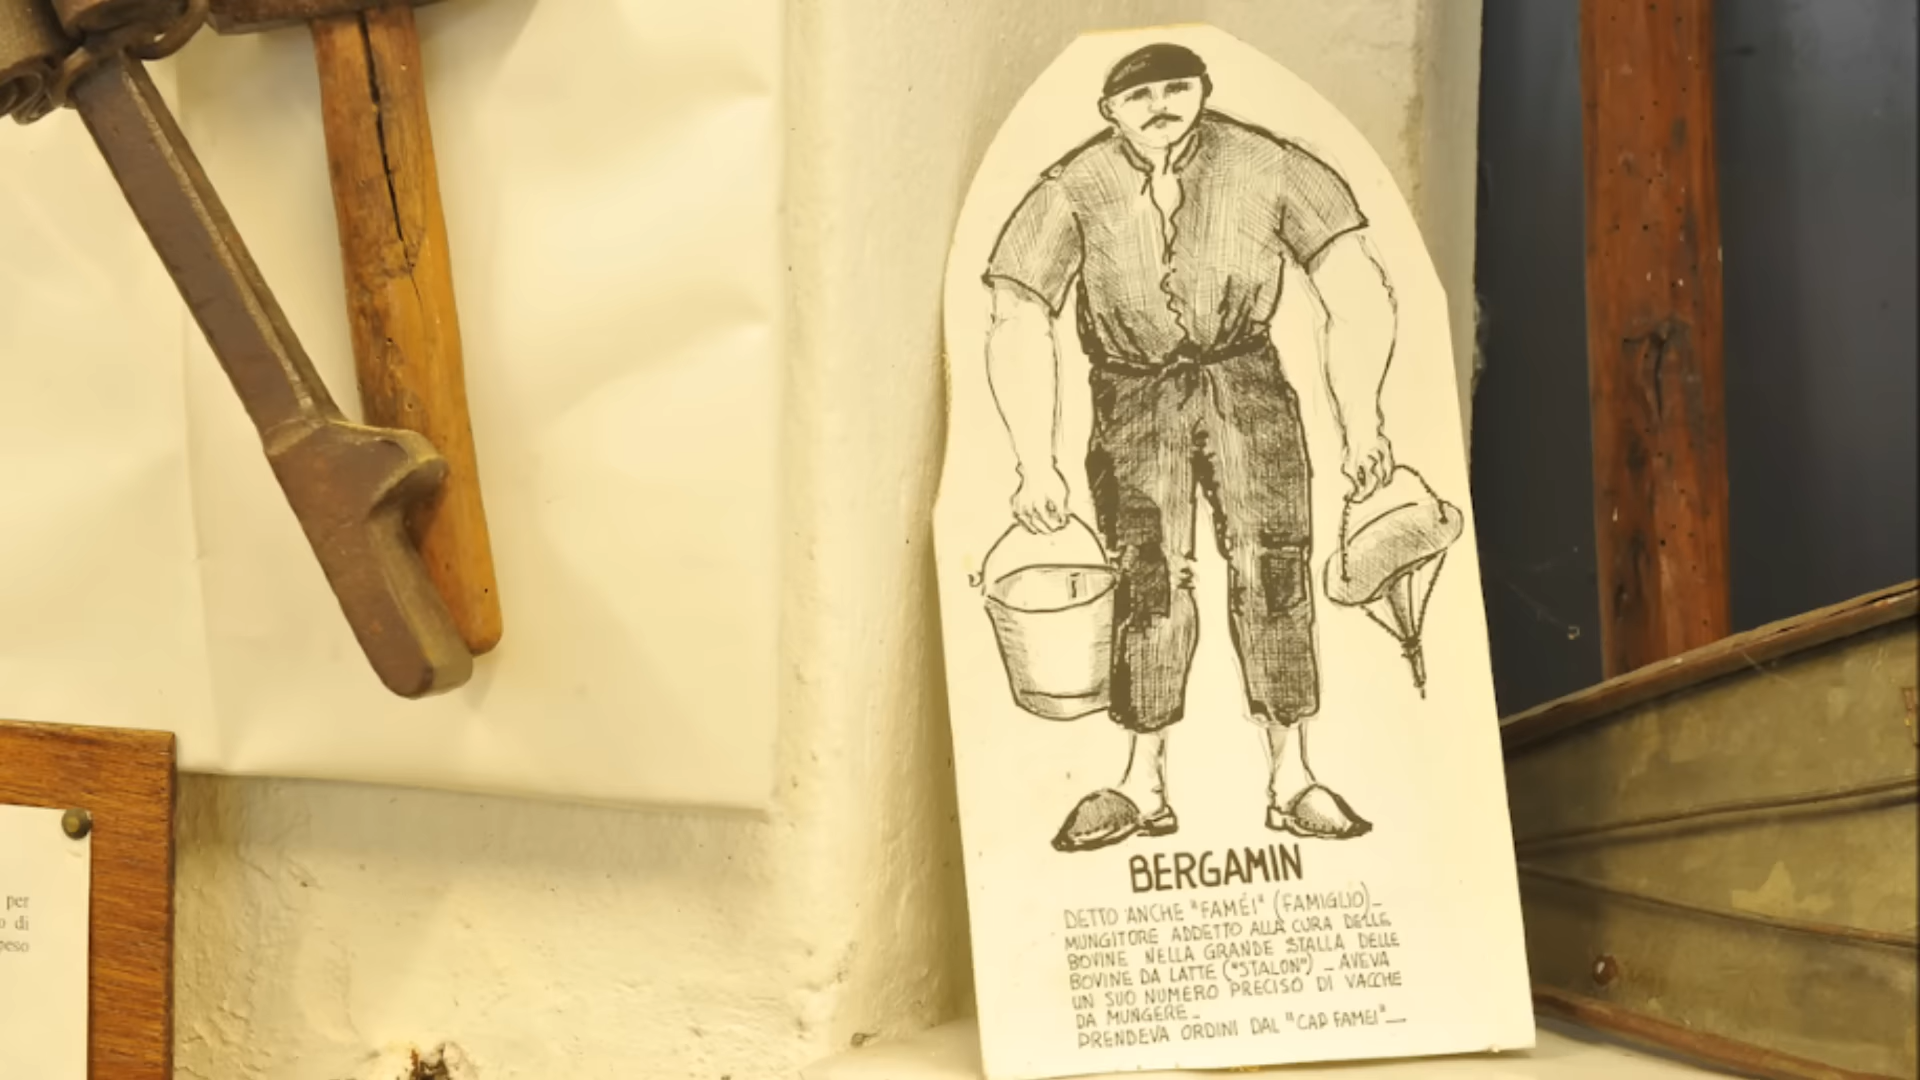 BERGAMIN
DETTO ANCHE "FAMÉI" (FAMIGLIO)_
MUNGITORE ADDETTO ALLA CURA DELLE
BOVINE NELLA GRANDE STALLA DELLE
BOVINE DA LATTE ("STALON") _ AVEVA
UN SUO NUMERO PRECISO DI VACCHE
DA MUNGERE_
PRENDEVA ORDINI DAL "CAP FAMEI"_
per
o di
peso